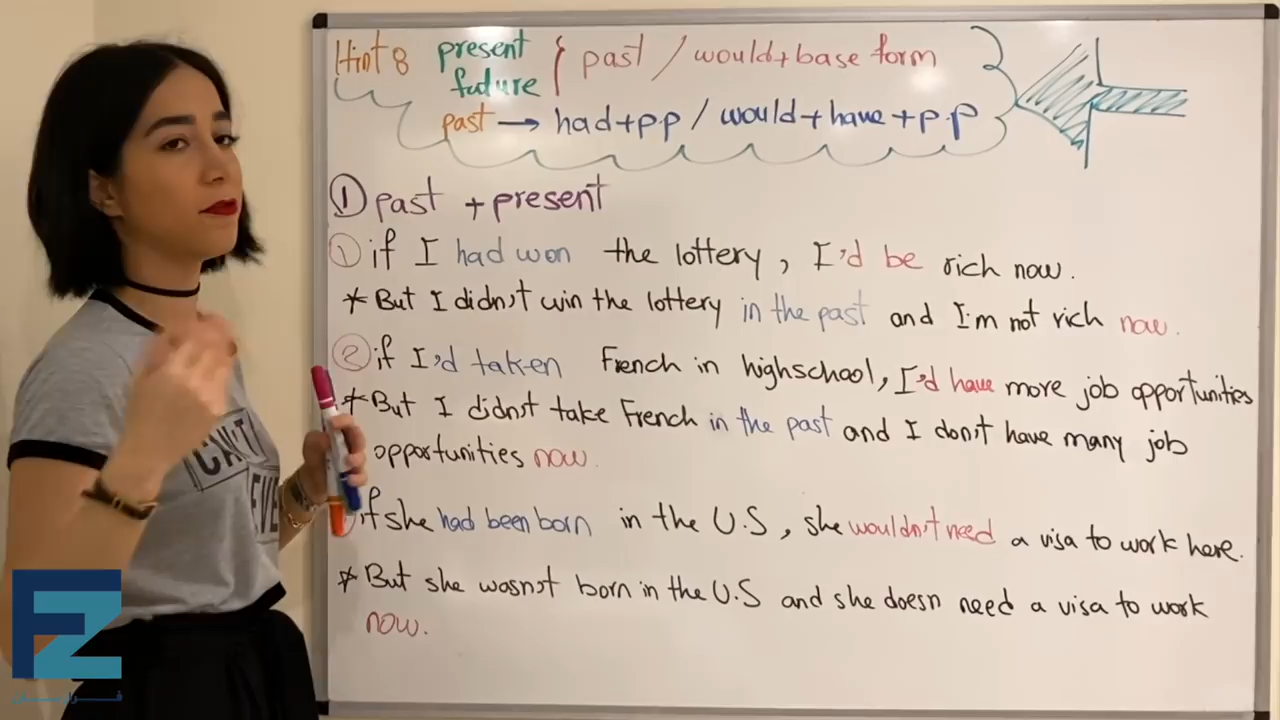 Hint 8 present future { past / would+base form
past → had+p.p / would+have+p.p
① past + present
① if I had won the lottery, I'd be rich now.
* But I didn't win the lottery in the past and I'm not rich now.
② if I'd taken French in highschool, I'd have more job opportunities
* But I didn't take French in the past and I don't have many job
opportunities now.
if she had been born in the U.S, she wouldn't need a visa to work here.
* But she wasn't born in the U.S and she doesn need a visa to work
now.
CAN'T
EVE
FZ